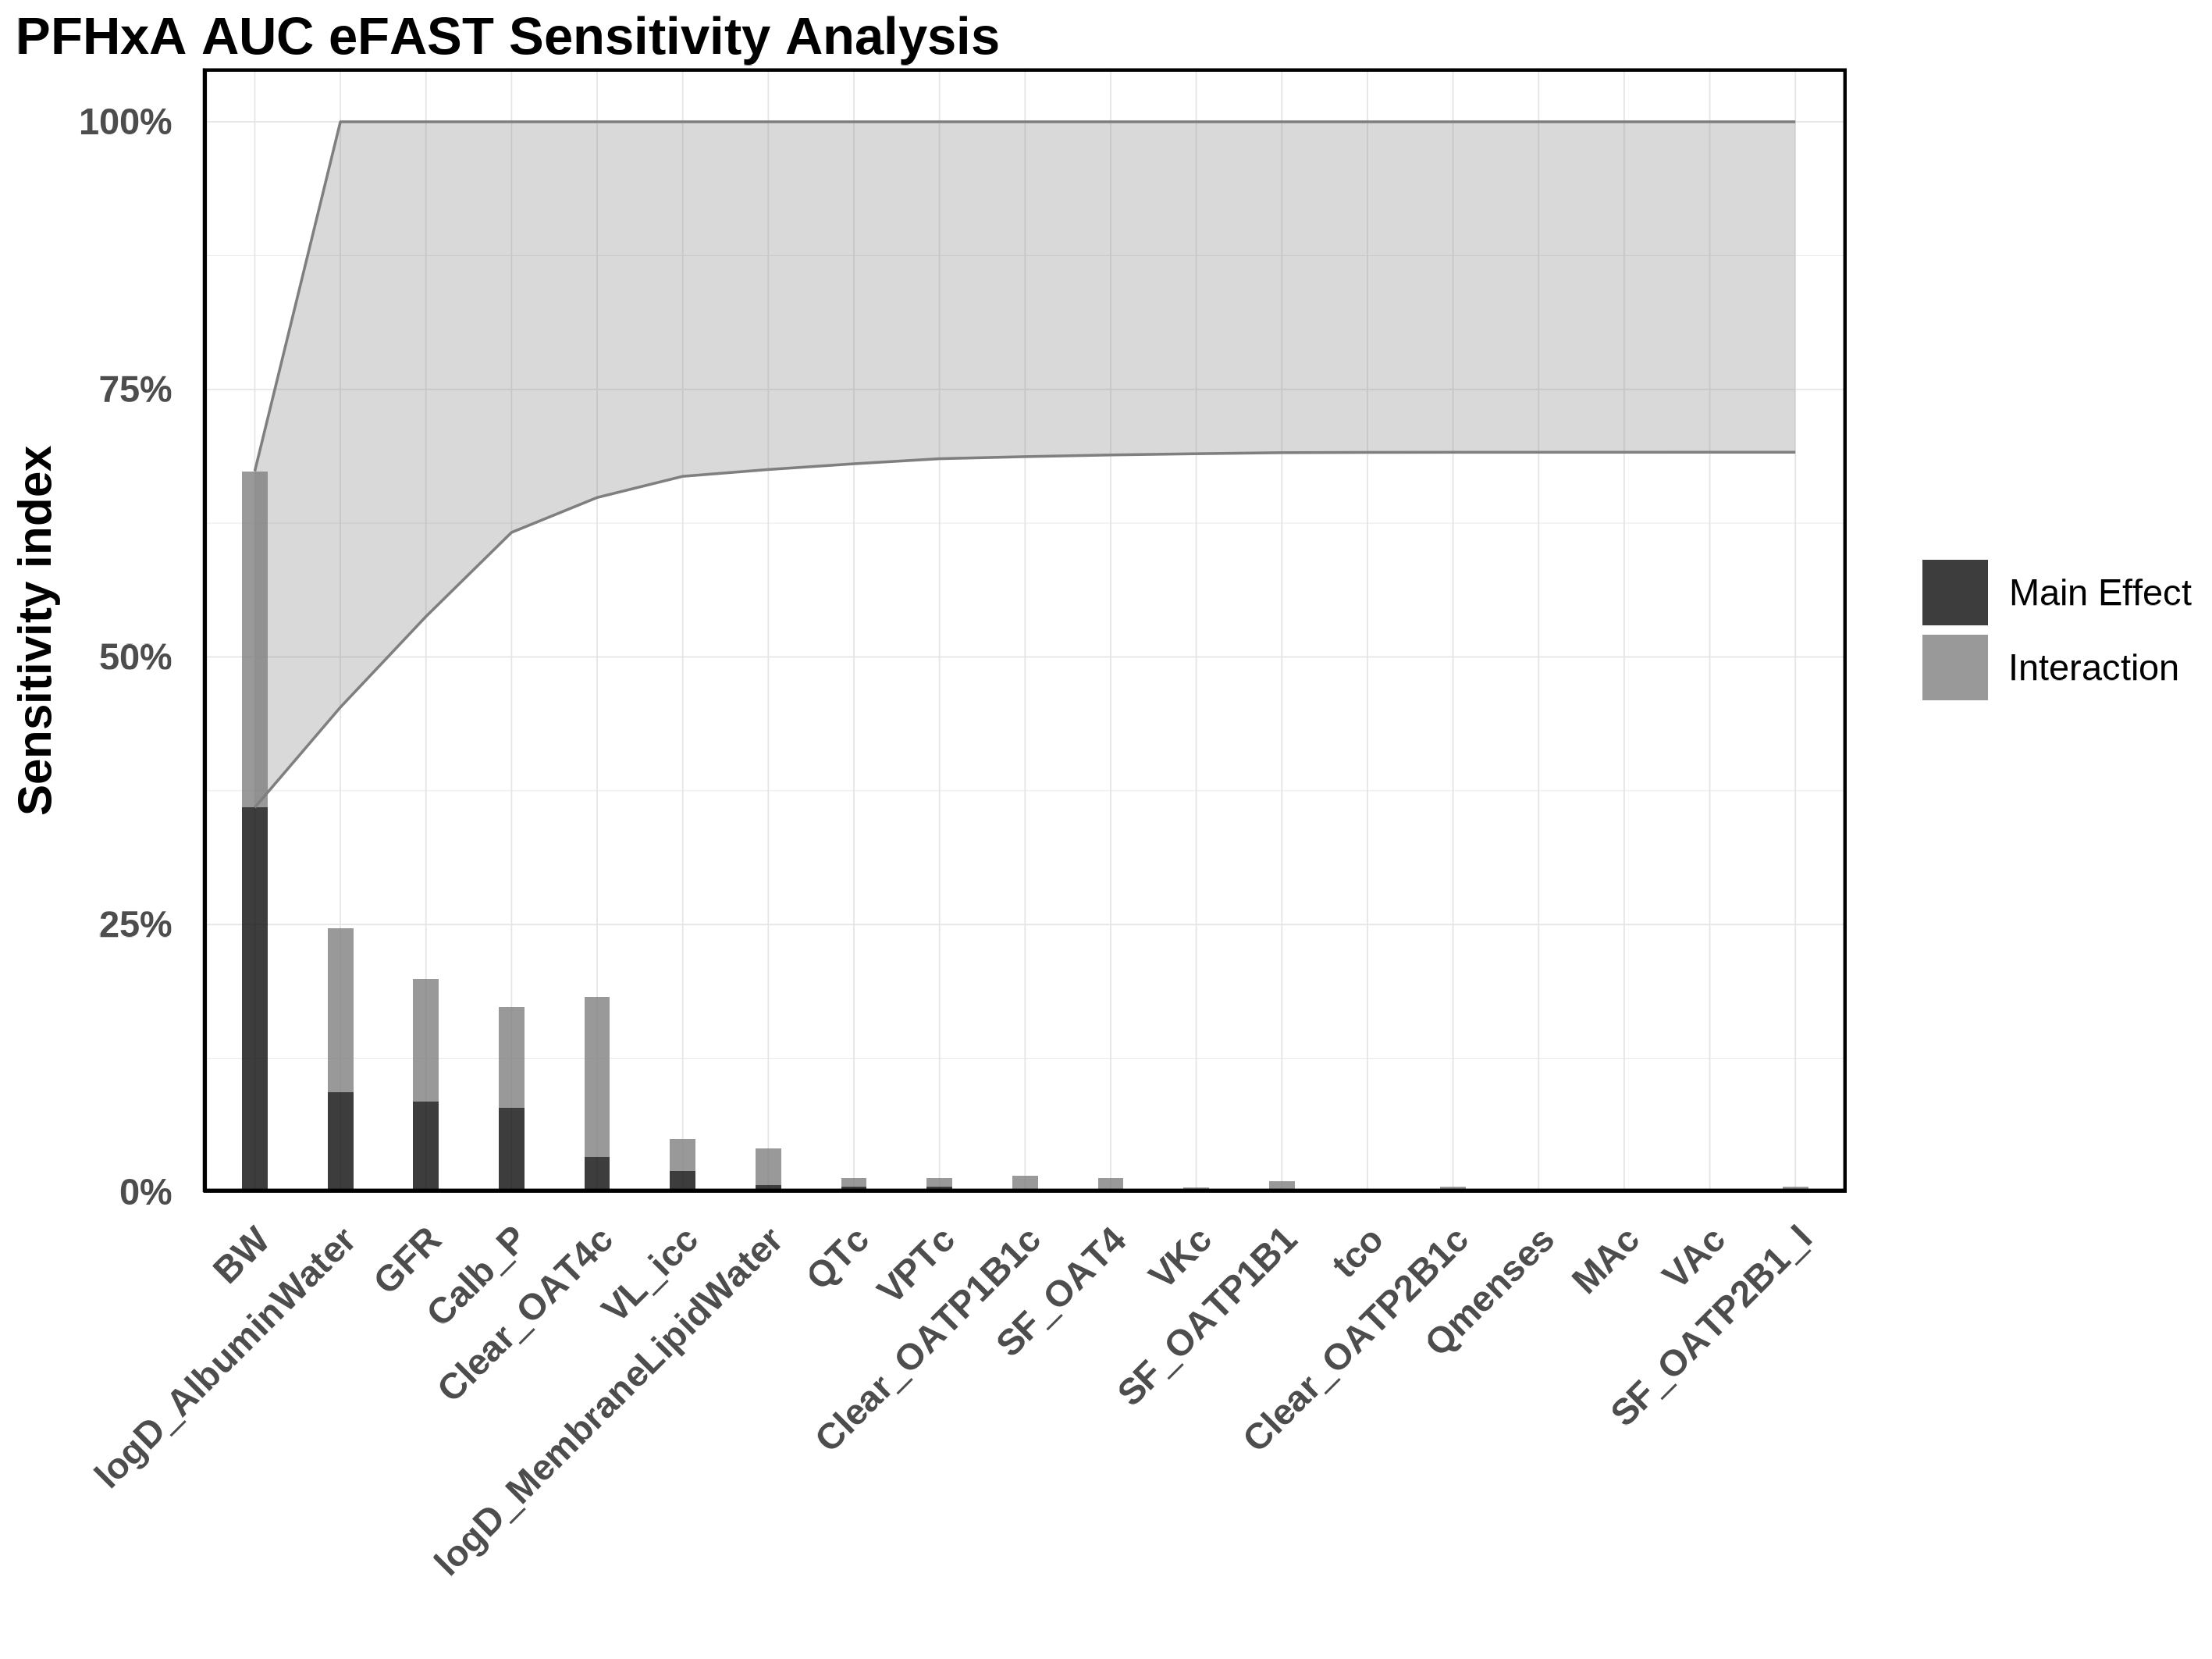 PFHxA AUC eFAST Sensitivity Analysis
Sensitivity index
100%
75%
50%
25%
0%
BW
logD_AlbuminWater
GFR
Calb_P
Clear_OAT4c
VL_icc
logD_MembraneLipidWater
QTc
VPTc
Clear_OATP1B1c
SF_OAT4
VKc
SF_OATP1B1
tco
Clear_OATP2B1c
Qmenses
MAc
VAc
SF_OATP2B1_l
Main Effect
Interaction